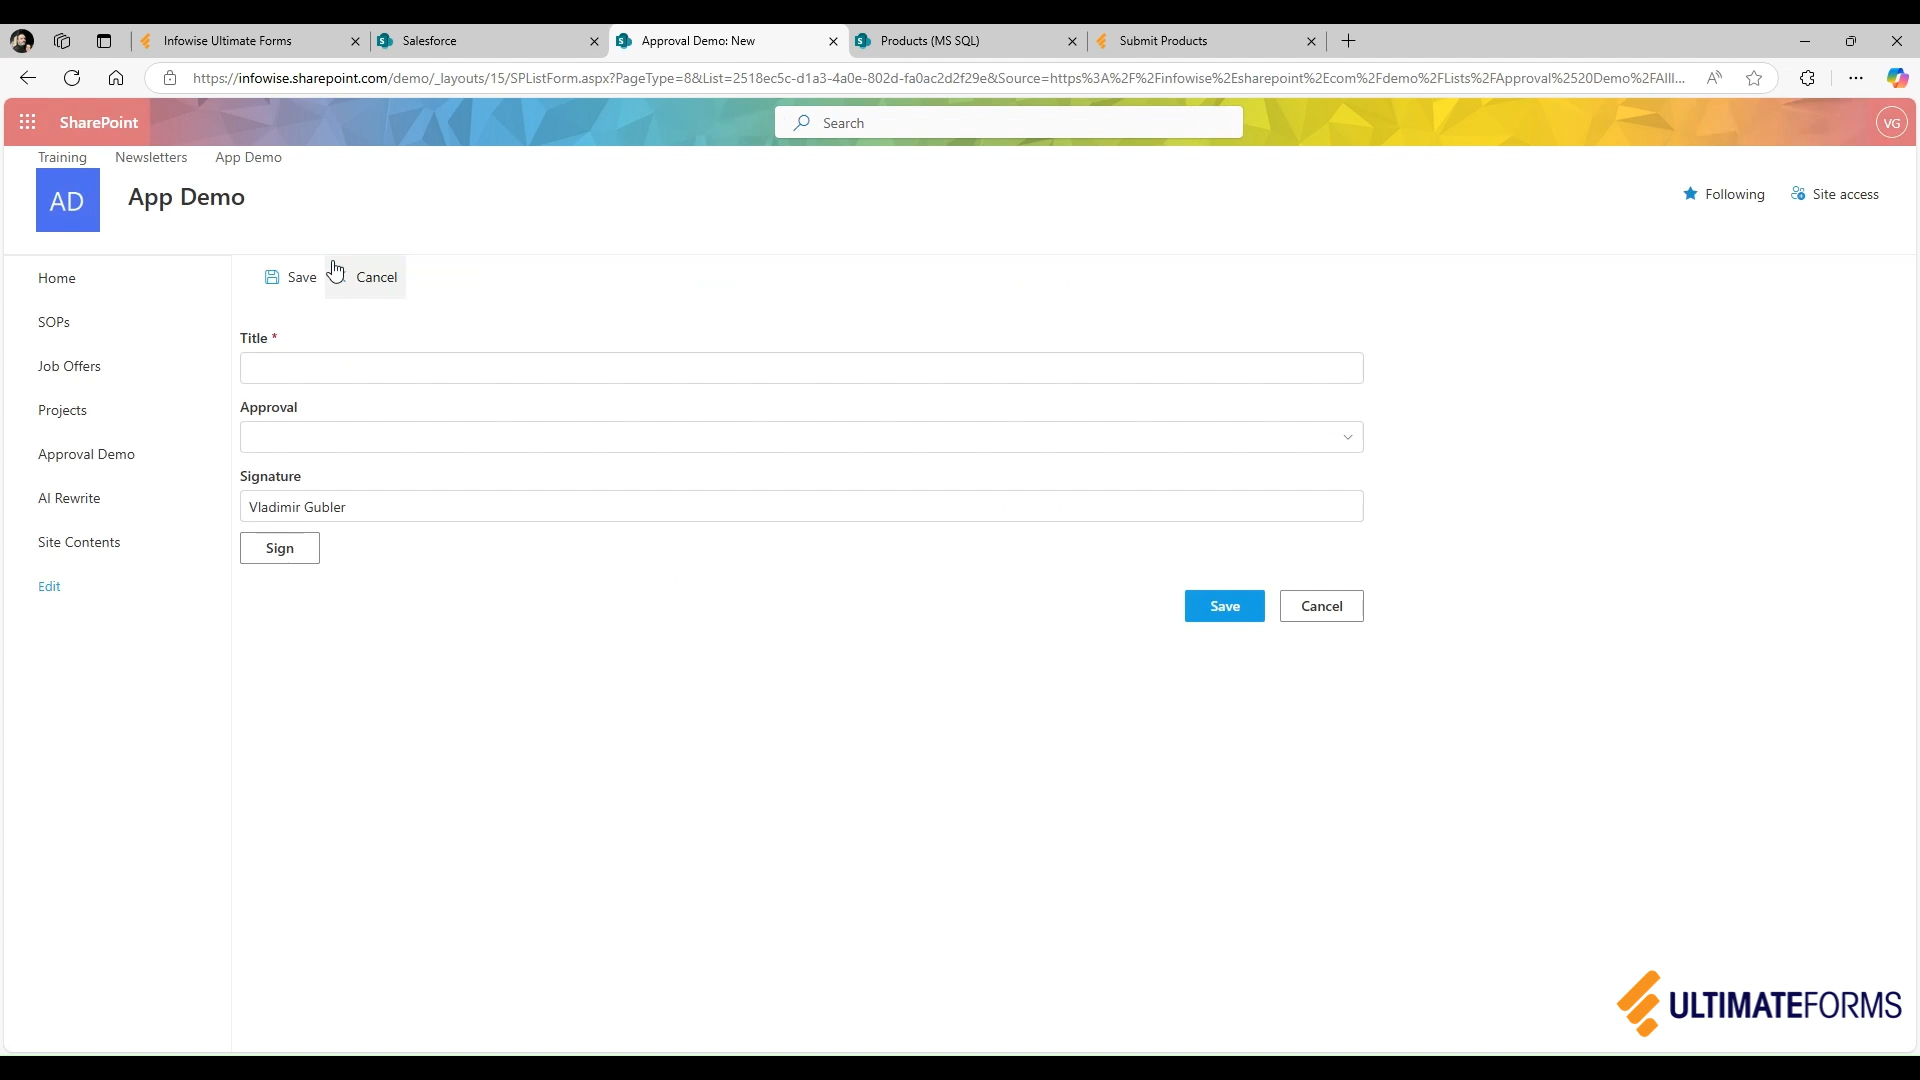 Infowise Ultimate Forms
Salesforce
Approval Demo: New
Products (MS SQL)
Submit Products
https://infowise.sharepoint.com/demo/_layouts/15/SPListForm.aspx?PageType=8&List=2518ec5c-d1a3-4a0e-802d-fa0ac2d2f29e&Source=https%3A%2F%2Finfowise%2Esharepoint%2Ecom%2Fdemo%2FLists%2FApproval%2520Demo%2FAllI...
SharePoint
Search
VG
Training Newsletters App Demo
AD
App Demo
Following
Site access
Home
SOPs
Job Offers
Projects
Approval Demo
AI Rewrite
Site Contents
Edit
Save Cancel
Title *
Approval
Signature
Vladimir Gubler
Sign
Save Cancel
ULTIMATEFORMS